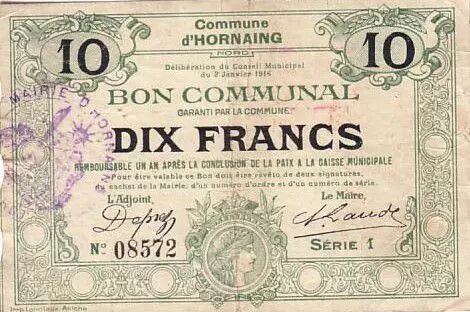 Commune
d'HORNAING
(NORD)
10
10
Délibération du Conseil Municipal
du 2 Janvier 1916
BON COMMUNAL
GARANTI PAR LA COMMUNE
DIX FRANCS
REMBOURSABLE UN AN APRÈS LA CONCLUSION DE LA PAIX A LA CAISSE MUNICIPALE
Pour être valable ce Bon doit être revêtu de deux signatures,
du cachet de la Mairie, d'un numéro d'ordre et d'un numéro de série.
L'Adjoint,
Le Maire,
No 08572
SÉRIE 1
MAIRIE D'HORNAING